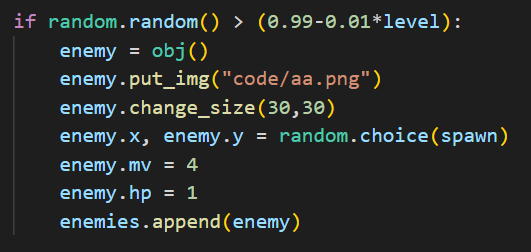 if random.random() > (0.99-0.01*level):
    enemy = obj()
    enemy.put_img("code/aa.png")
    enemy.change_size(30,30)
    enemy.x, enemy.y = random.choice(spawn)
    enemy.mv = 4
    enemy.hp = 1
    enemies.append(enemy)